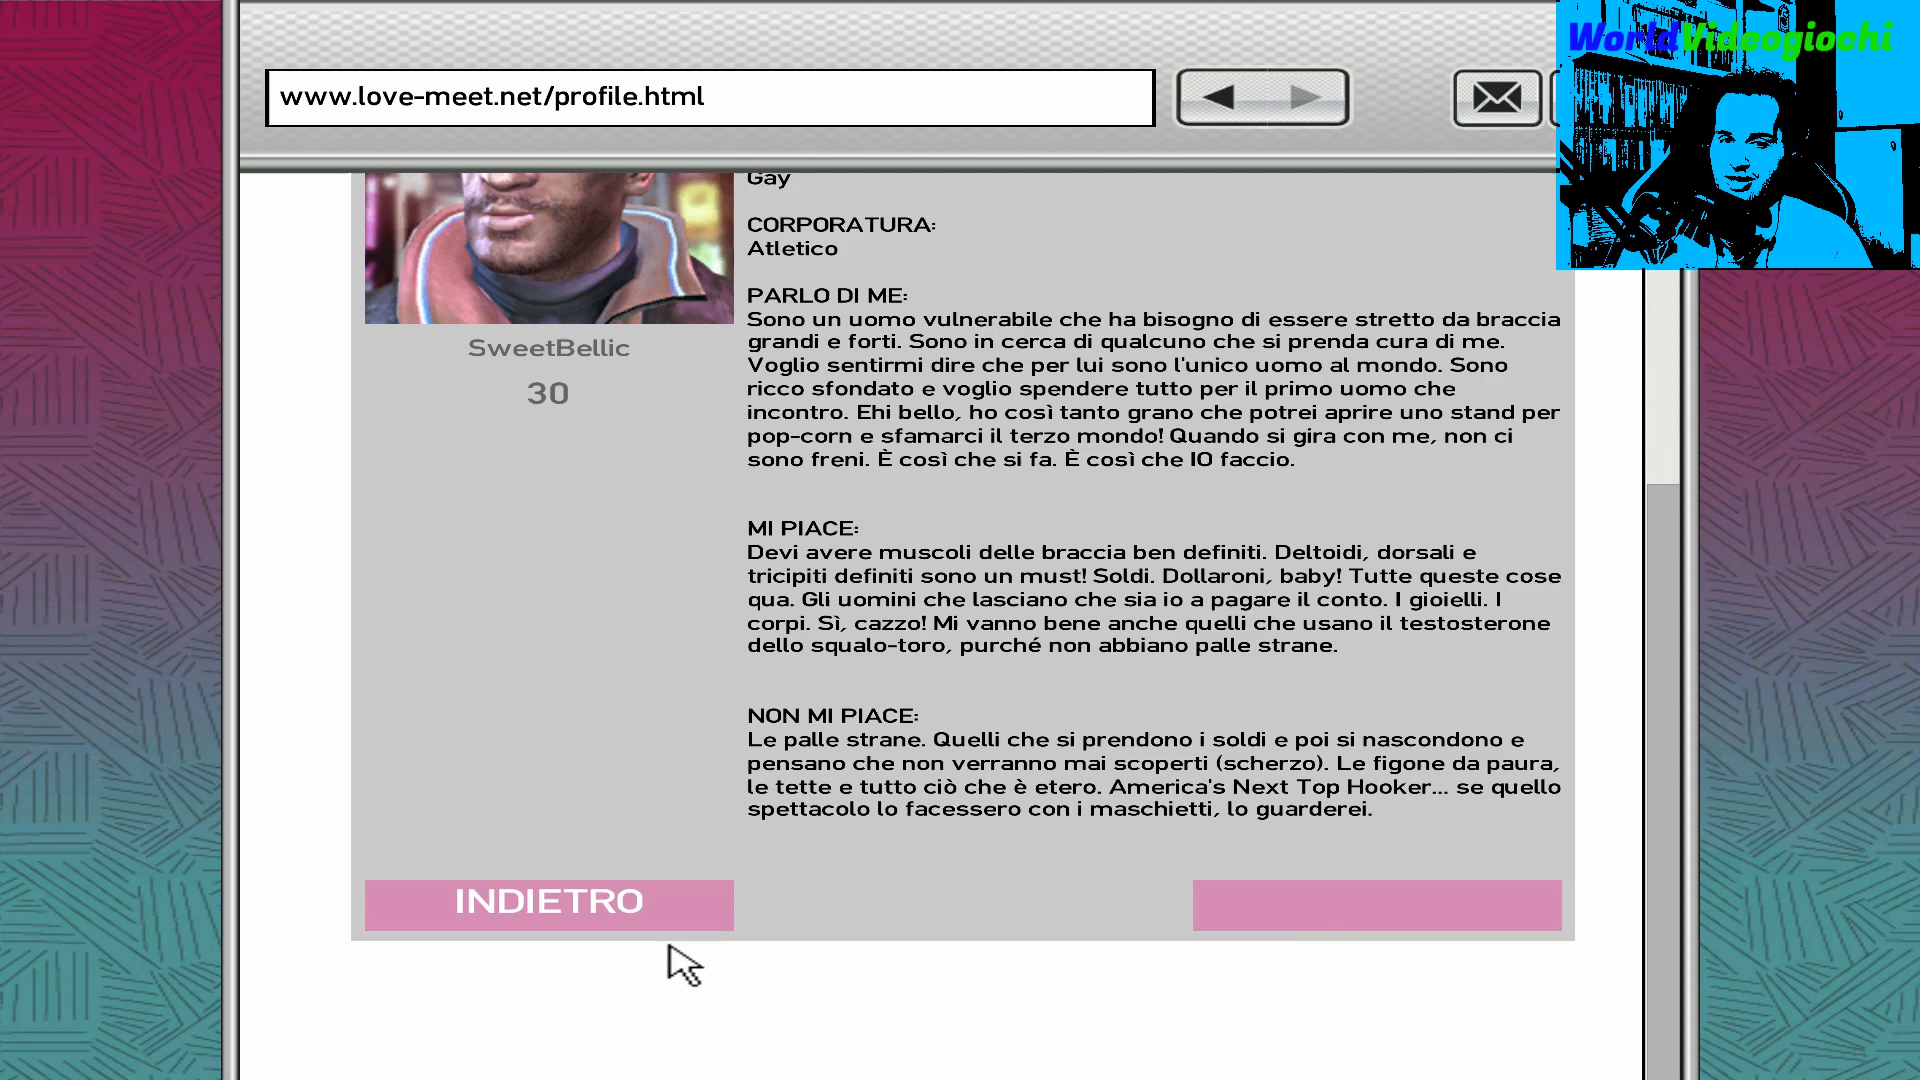 WorldVideogiochi
www.love-meet.net/profile.html
Gay
CORPORATURA:
Atletico
PARLO DI ME:
Sono un uomo vulnerabile che ha bisogno di essere stretto da braccia
grandi e forti. Sono in cerca di qualcuno che si prenda cura di me.
Voglio sentirmi dire che per lui sono l'unico uomo al mondo. Sono
ricco sfondato e voglio spendere tutto per il primo uomo che
incontro. Ehi bello, ho così tanto grano che potrei aprire uno stand per
pop-corn e sfamarci il terzo mondo! Quando si gira con me, non ci
sono freni. È così che si fa. È così che IO faccio.
SweetBellic
30
MI PIACE:
Devi avere muscoli delle braccia ben definiti. Deltoidi, dorsali e
tricipiti definiti sono un must! Soldi. Dollaroni, baby! Tutte queste cose
qua. Gli uomini che lasciano che sia io a pagare il conto. I gioielli. I
corpi. Sì, cazzo! Mi vanno bene anche quelli che usano il testosterone
dello squalo-toro, purché non abbiano palle strane.
NON MI PIACE:
Le palle strane. Quelli che si prendono i soldi e poi si nascondono e
pensano che non verranno mai scoperti (scherzo). Le figone da paura,
le tette e tutto ciò che è etero. America's Next Top Hooker... se quello
spettacolo lo facessero con i maschietti, lo guarderei.
INDIETRO